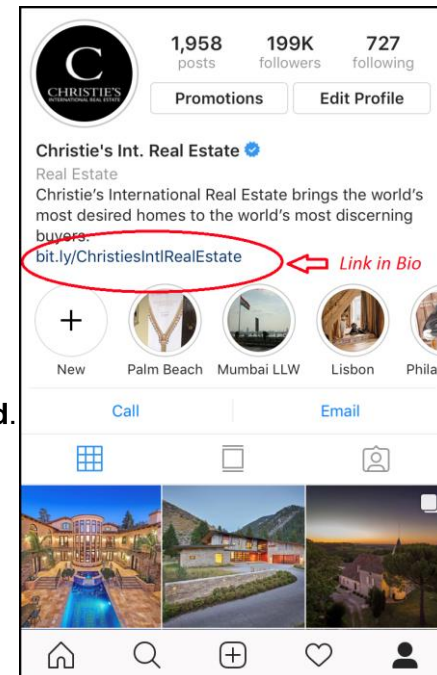 1,958 199K 727
posts followers following
C
CHRISTIE'S
INTERNATIONAL REAL ESTATE
Promotions Edit Profile
Christie's Int. Real Estate
Real Estate
Christie's International Real Estate brings the world's
most desired homes to the world's most discerning
buyers.
bit.ly/ChristiesIntlRealEstate
Link in Bio
New Palm Beach Mumbai LLW Lisbon Phila
d.
Call Email